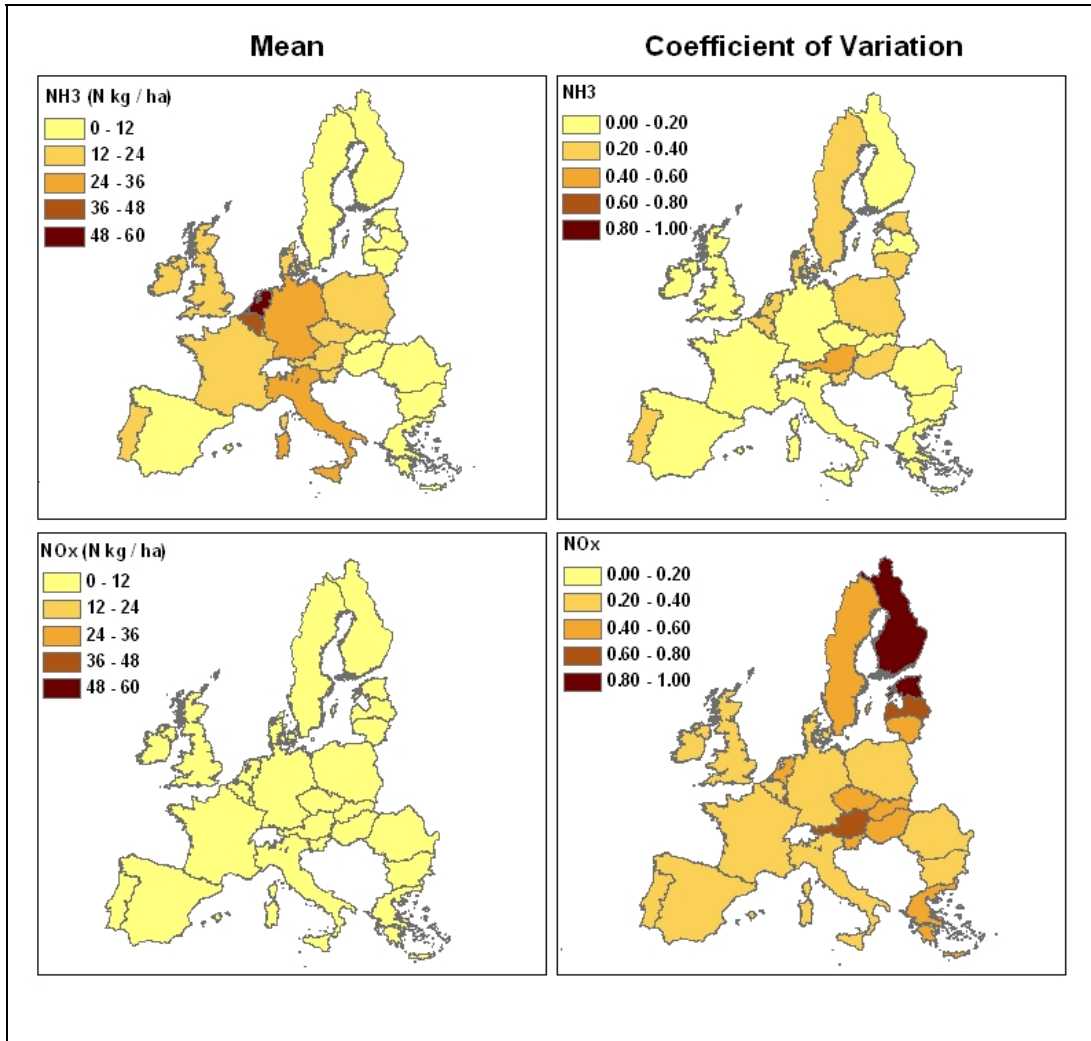 Mean
Coefficient of Variation
NH3 (N kg / ha)
0 - 12
12 - 24
24 - 36
36 - 48
48 - 60
NH3
0.00 - 0.20
0.20 - 0.40
0.40 - 0.60
0.60 - 0.80
0.80 - 1.00
NOx (N kg / ha)
0 - 12
12 - 24
24 - 36
36 - 48
48 - 60
NOx
0.00 - 0.20
0.20 - 0.40
0.40 - 0.60
0.60 - 0.80
0.80 - 1.00